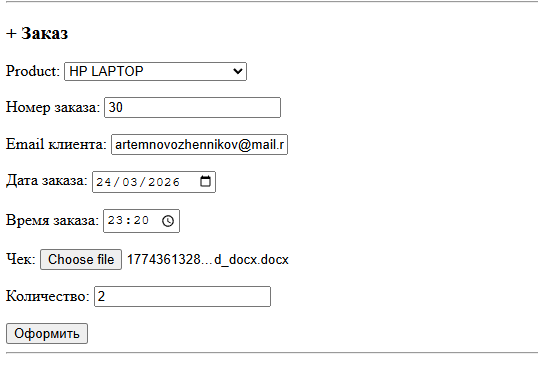 + Заказ
Product: HP LAPTOP
Номер заказа: 30
Email клиента: artemnovozhennikov@mail.r
Дата заказа: 24/03/2026
Время заказа: 23:20
Чек: Choose file 1774361328...d_docx.docx
Количество: 2
Оформить